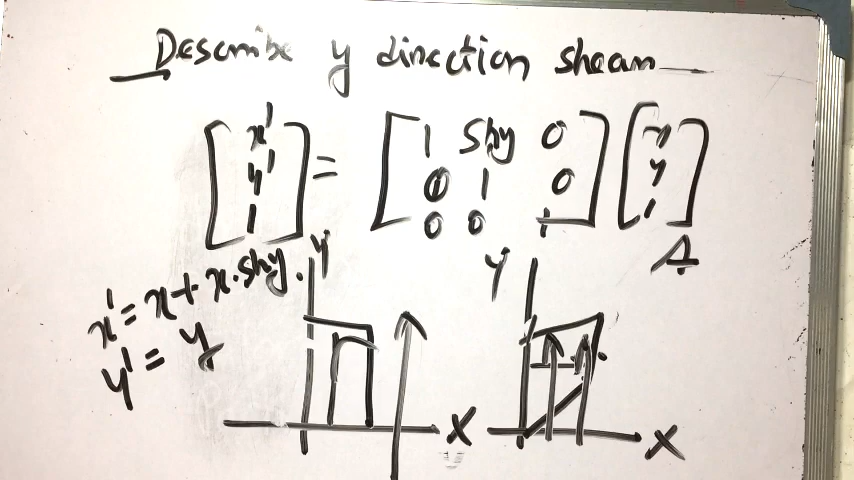 Describe y direction shear
[x' y' 1] = [1 shy 0
0 1 0
0 0 1] [x y 1]
x' = x + x.shy.
y' = y
Y Y
X X